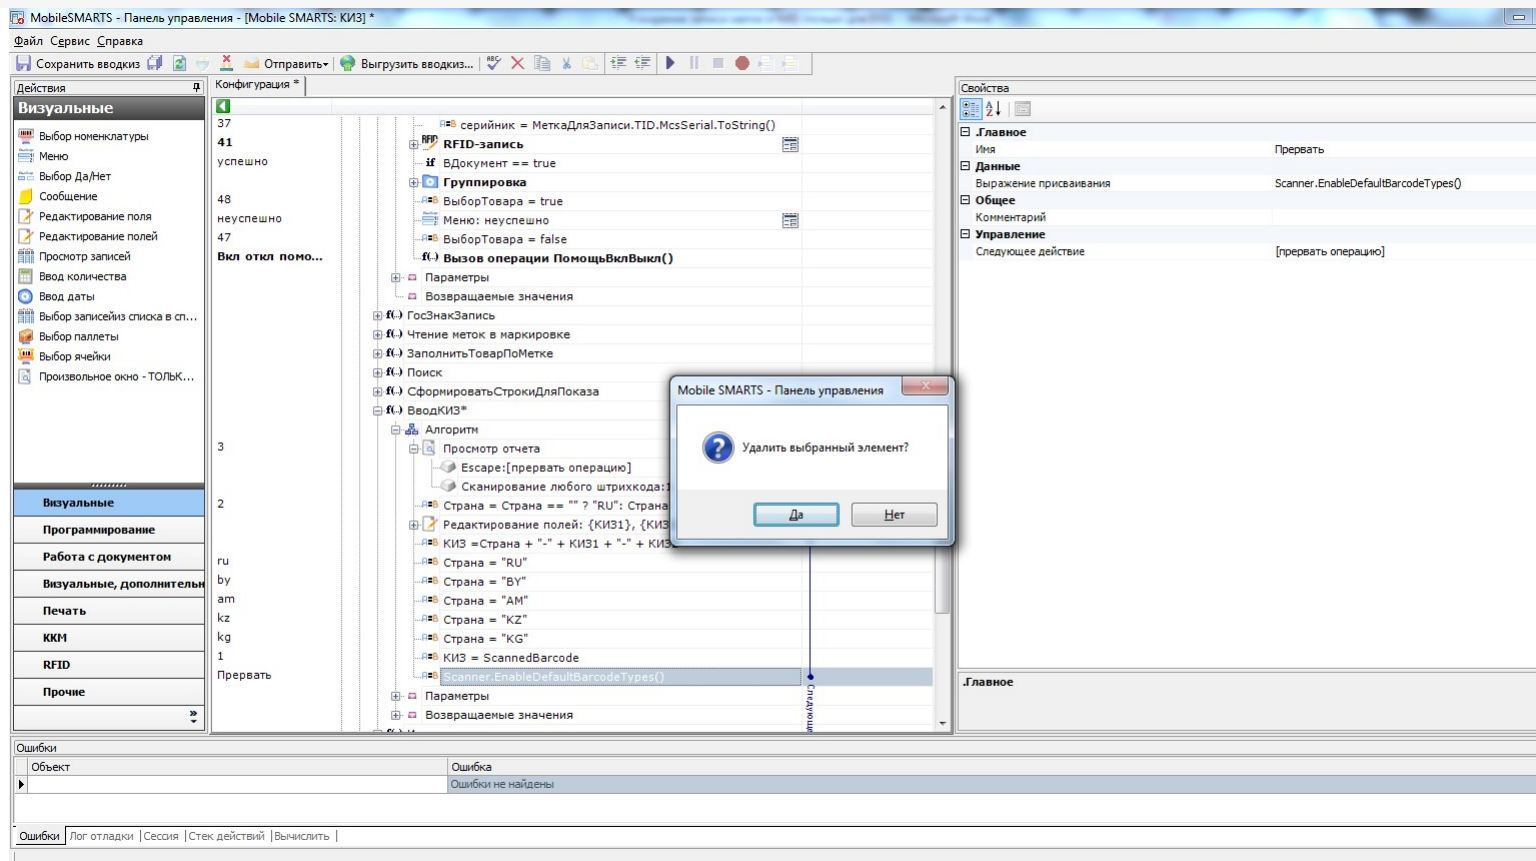 MobileSMARTS - Панель управления - [Mobile SMARTS: КИЗ] *
Файл Сервис Справка
Сохранить вводкиз Отправить Выгрузить вводкиз...
Действия
Визуальные
Выбор номенклатуры
Меню
Выбор Да/Нет
Сообщение
Редактирование поля
Редактирование полей
Просмотр записей
Ввод количества
Ввод даты
Выбор записейиз списка в сп...
Выбор паллеты
Выбор ячейки
Произвольное окно - ТОЛЬК...
Визуальные
Программирование
Работа с документом
Визуальные, дополнительн
Печать
ККМ
RFID
Прочие
Конфигурация *
37 серийник = МеткаДляЗаписи.TID.McsSerial.ToString()
41 RFID-запись
успешно if ВДокумент == true
Группировка
48 ВыборТовара = true
неуспешно Меню: неуспешно
47 ВыборТовара = false
Вкл откл помо... f(..) Вызов операции ПомощьВклВыкл()
Параметры
Возвращаемые значения
f(..) ГосЗнакЗапись
f(..) Чтение меток в маркировке
f(..) ЗаполнитьТоварПоМетке
f(..) Поиск
f(..) СформироватьСтрокиДляПоказа
f(..) ВводКИЗ*
Алгоритм
3 Просмотр отчета
Escape:[прервать операцию]
Сканирование любого штрихкода:
2 Страна = Страна == "" ? "RU": Страна
Редактирование полей: {КИЗ1}, {КИЗ
КИЗ =Страна + "-" + КИЗ1 + "-" + КИЗ
ru Страна = "RU"
by Страна = "BY"
am Страна = "AM"
kz Страна = "KZ"
kg Страна = "KG"
1 КИЗ = ScannedBarcode
Прервать Scanner.EnableDefaultBarcodeTypes()
Параметры
Возвращаемые значения
Следующ
Mobile SMARTS - Панель управления
Удалить выбранный элемент?
Да Нет
Свойства
.Главное
Имя Прервать
Данные
Выражение присваивания Scanner.EnableDefaultBarcodeTypes()
Общее
Комментарий
Управление
Следующее действие [прервать операцию]
.Главное
Ошибки
Объект Ошибка
Ошибки не найдены
Ошибки Лог отладки Сессия Стек действий Вычислить